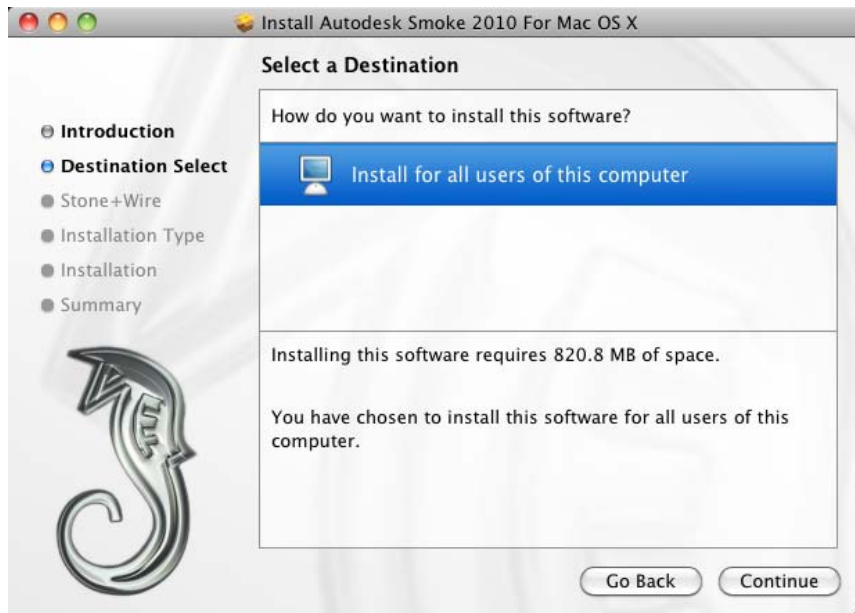 Install Autodesk Smoke 2010 For Mac OS X
Select a Destination
Introduction
Destination Select
Stone+Wire
Installation Type
Installation
Summary
How do you want to install this software?
Install for all users of this computer
Installing this software requires 820.8 MB of space.
You have chosen to install this software for all users of this
computer.
Go Back
Continue